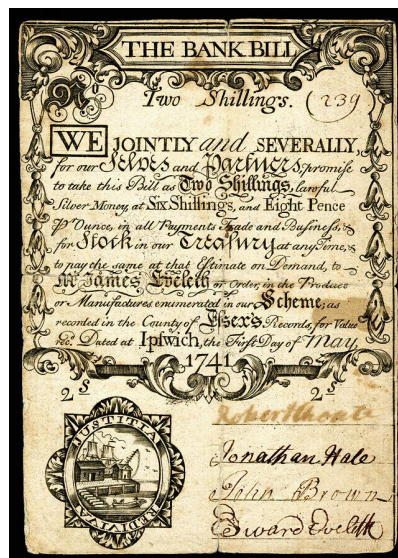 THE BANK BILL
No
Two Shillings. (239)
WE JOINTLY and SEVERALLY,
for our Selves and Partners, promise
to take this Bill as Two Shillings, lawful
Silver Money, at Six Shillings, and Eight Pence
pr Ounce, in all Payments Trade and Business, &
for Stock in our Treasury at any Time, &
to pay the same at that Estimate on Demand, to
Mr James Eveleth or Order, in the Produce
or Manufactures enumerated in our Scheme; as
recorded in the County of Essex's Records, for Value
rec. Dated at Ipswich, the First Day of May,
1741
2s 2s
Robert Choate
JUSTITIA REDIVIVA
Jonathan Hale
John Brown
Edward Eveleth